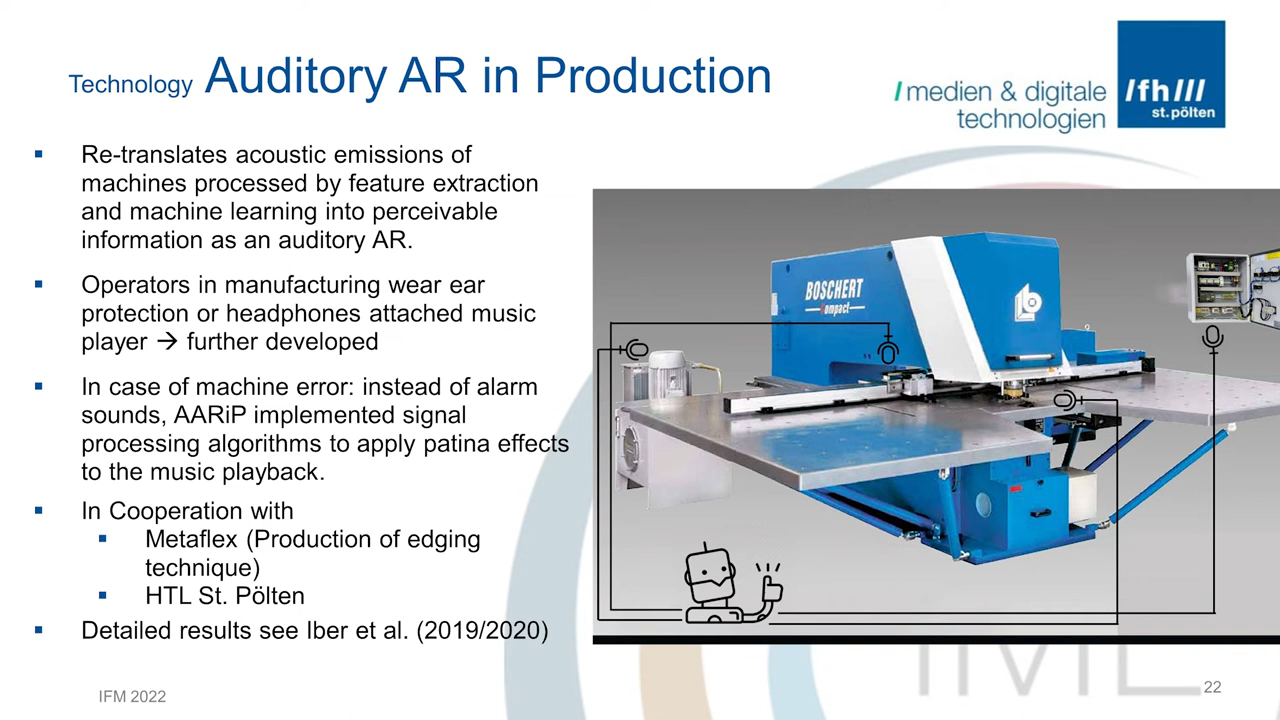 Technology Auditory AR in Production
/ medien & digitale
technologien
/fh///
st.pölten
▪ Re-translates acoustic emissions of
machines processed by feature extraction
and machine learning into perceivable
information as an auditory AR.
▪ Operators in manufacturing wear ear
protection or headphones attached music
player → further developed
▪ In case of machine error: instead of alarm
sounds, AARiP implemented signal
processing algorithms to apply patina effects
to the music playback.
▪ In Cooperation with
▪ Metaflex (Production of edging
technique)
▪ HTL St. Pölten
▪ Detailed results see Iber et al. (2019/2020)
BOSCHERT
Kompact
IML
IFM 2022
22